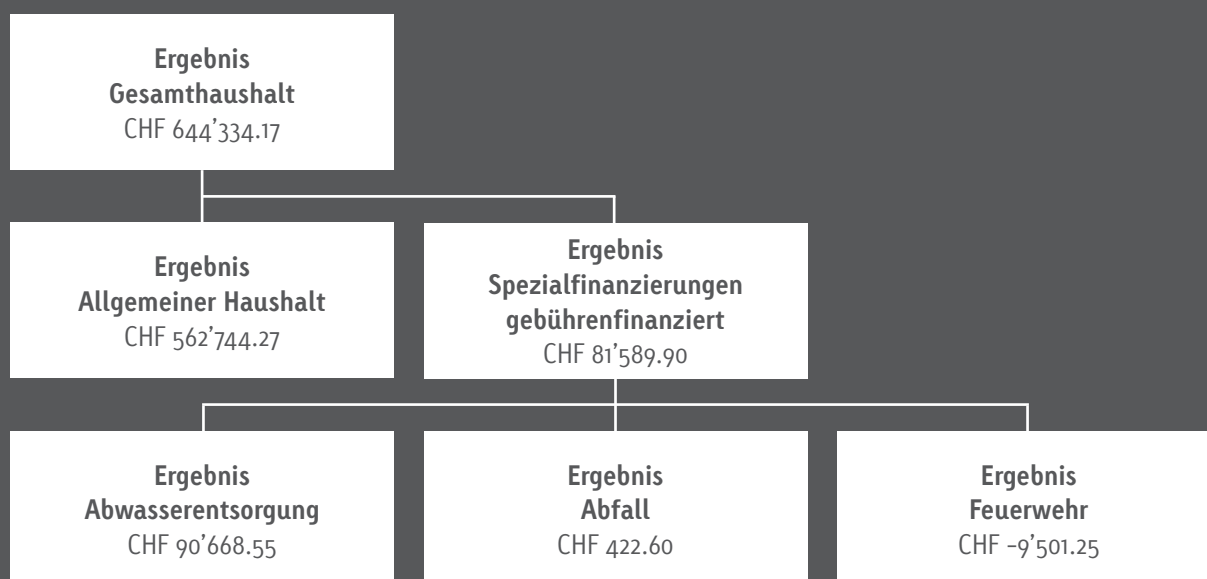 Ergebnis
Gesamthaushalt
CHF 644’334.17
Ergebnis
Allgemeiner Haushalt
CHF 562’744.27
Ergebnis
Spezialfinanzierungen
gebührenfinanziert
CHF 81’589.90
Ergebnis
Abwasserentsorgung
CHF 90’668.55
Ergebnis
Abfall
CHF 422.60
Ergebnis
Feuerwehr
CHF -9’501.25